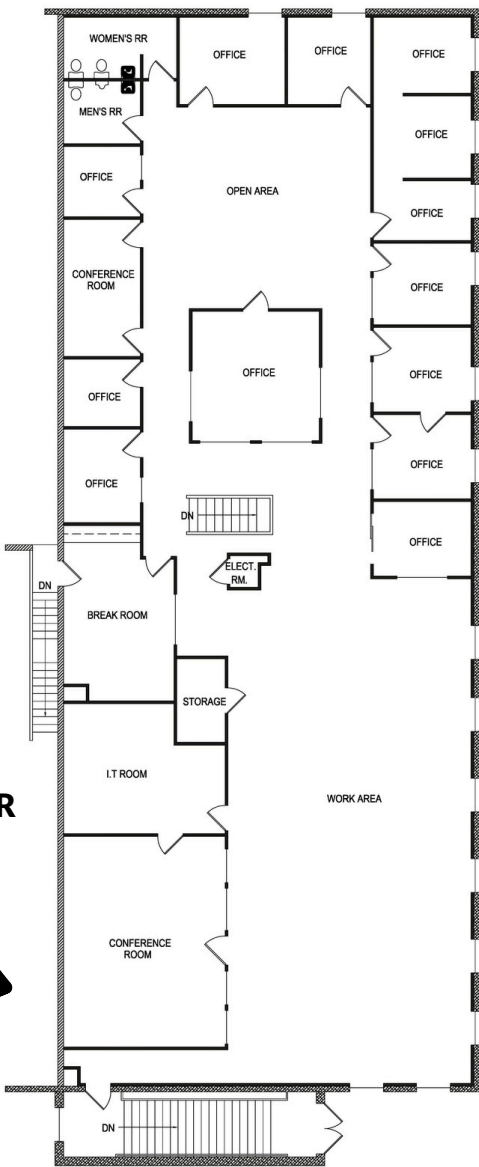 WOMEN'S RR
OFFICE
OFFICE
OFFICE
MEN'S RR
OFFICE
OFFICE
OPEN AREA
OFFICE
CONFERENCE
ROOM
OFFICE
OFFICE
OFFICE
OFFICE
OFFICE
OFFICE
DN
OFFICE
ELECT.
RM.
DN
BREAK ROOM
STORAGE
I.T ROOM
WORK AREA
R
CONFERENCE
ROOM
DN